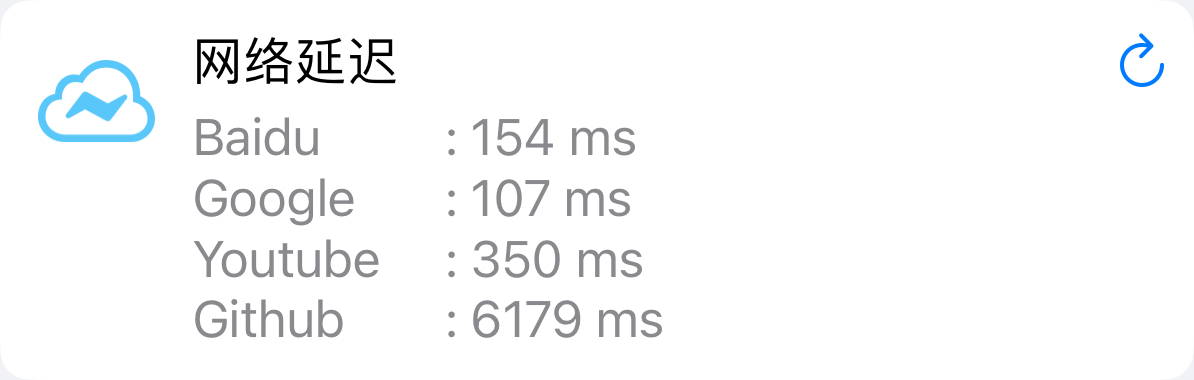 网络延迟
Baidu : 154 ms
Google : 107 ms
Youtube : 350 ms
Github : 6179 ms